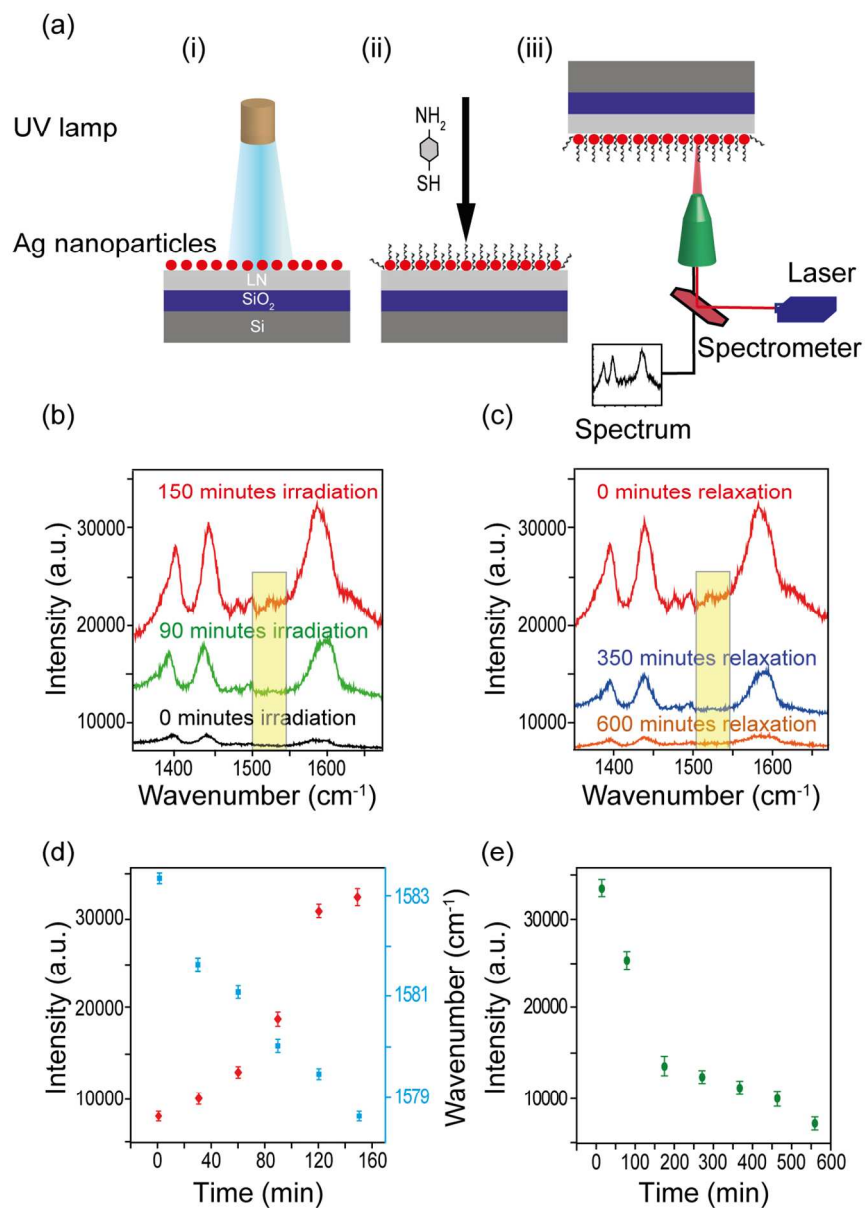 (a)
(i)
(ii)
(iii)
UV lamp
NH2
SH
Ag nanoparticles
LN
SiO2
Si
Laser
Spectrometer
Spectrum
(b)
150 minutes irradiation
90 minutes irradiation
0 minutes irradiation
30000
20000
10000
Intensity (a.u.)
1400 1500 1600
Wavenumber (cm-1)
(c)
0 minutes relaxation
350 minutes relaxation
600 minutes relaxation
30000
20000
10000
Intensity (a.u.)
1400 1500 1600
Wavenumber (cm-1)
(d)
30000
20000
10000
Intensity (a.u.)
1583
1581
1579
Wavenumber (cm-1)
0 40 80 120 160
Time (min)
(e)
30000
20000
10000
Intensity (a.u.)
0 100 200 300 400 500 600
Time (min)